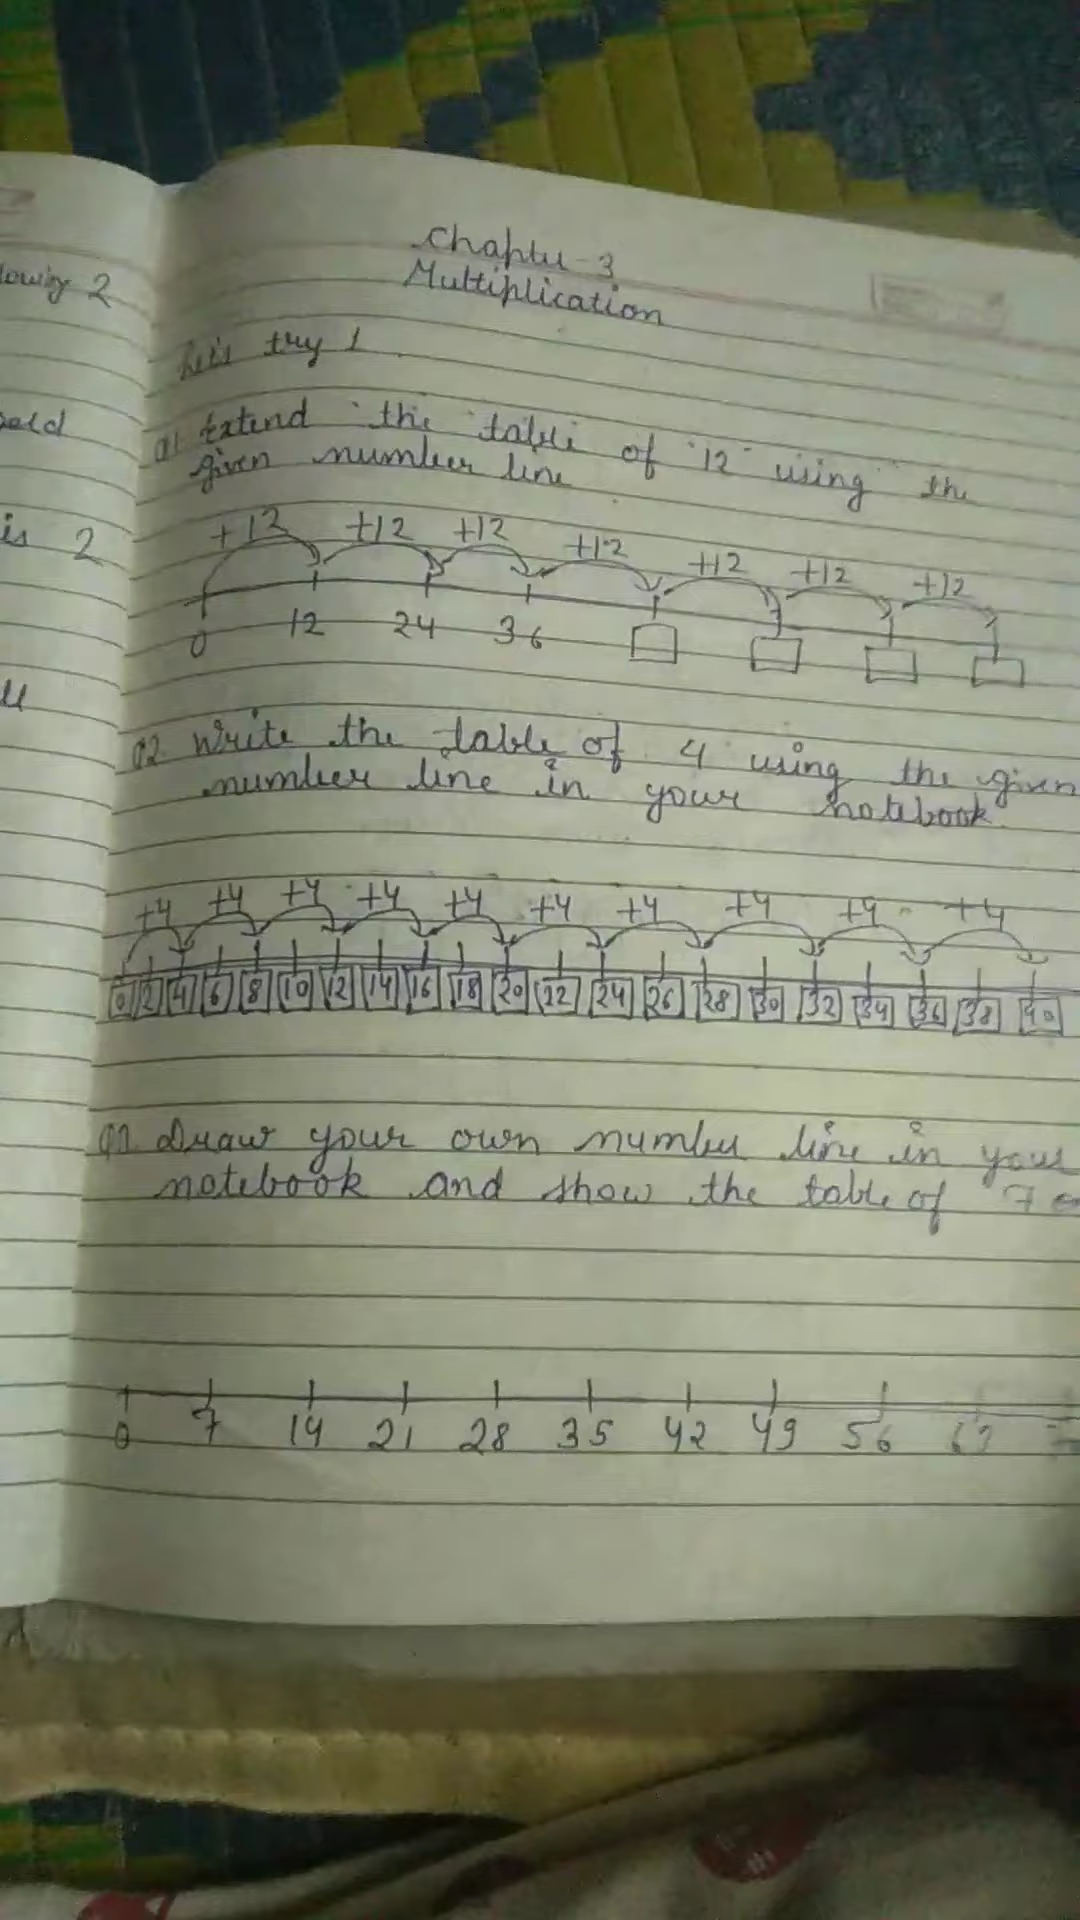 lowing 2
is 2
Chapter - 3
Multiplication
Let's try 1
Q1 Extend the table of 12 using the
given number line
+12 +12 +12 +12 +12 +12 +12
0 12 24 36
Q2. Write the table of 4 using the given
number line in your notebook
+4 +4 +4 +4 +4 +4 +4 +4 +4 +4
0 2 4 6 8 10 12 14 16 18 20 22 24 26 28 30 32 34 36 38 40
Draw your own number line in your
notebook and show the table of 7
0 7 14 21 28 35 42 49 56